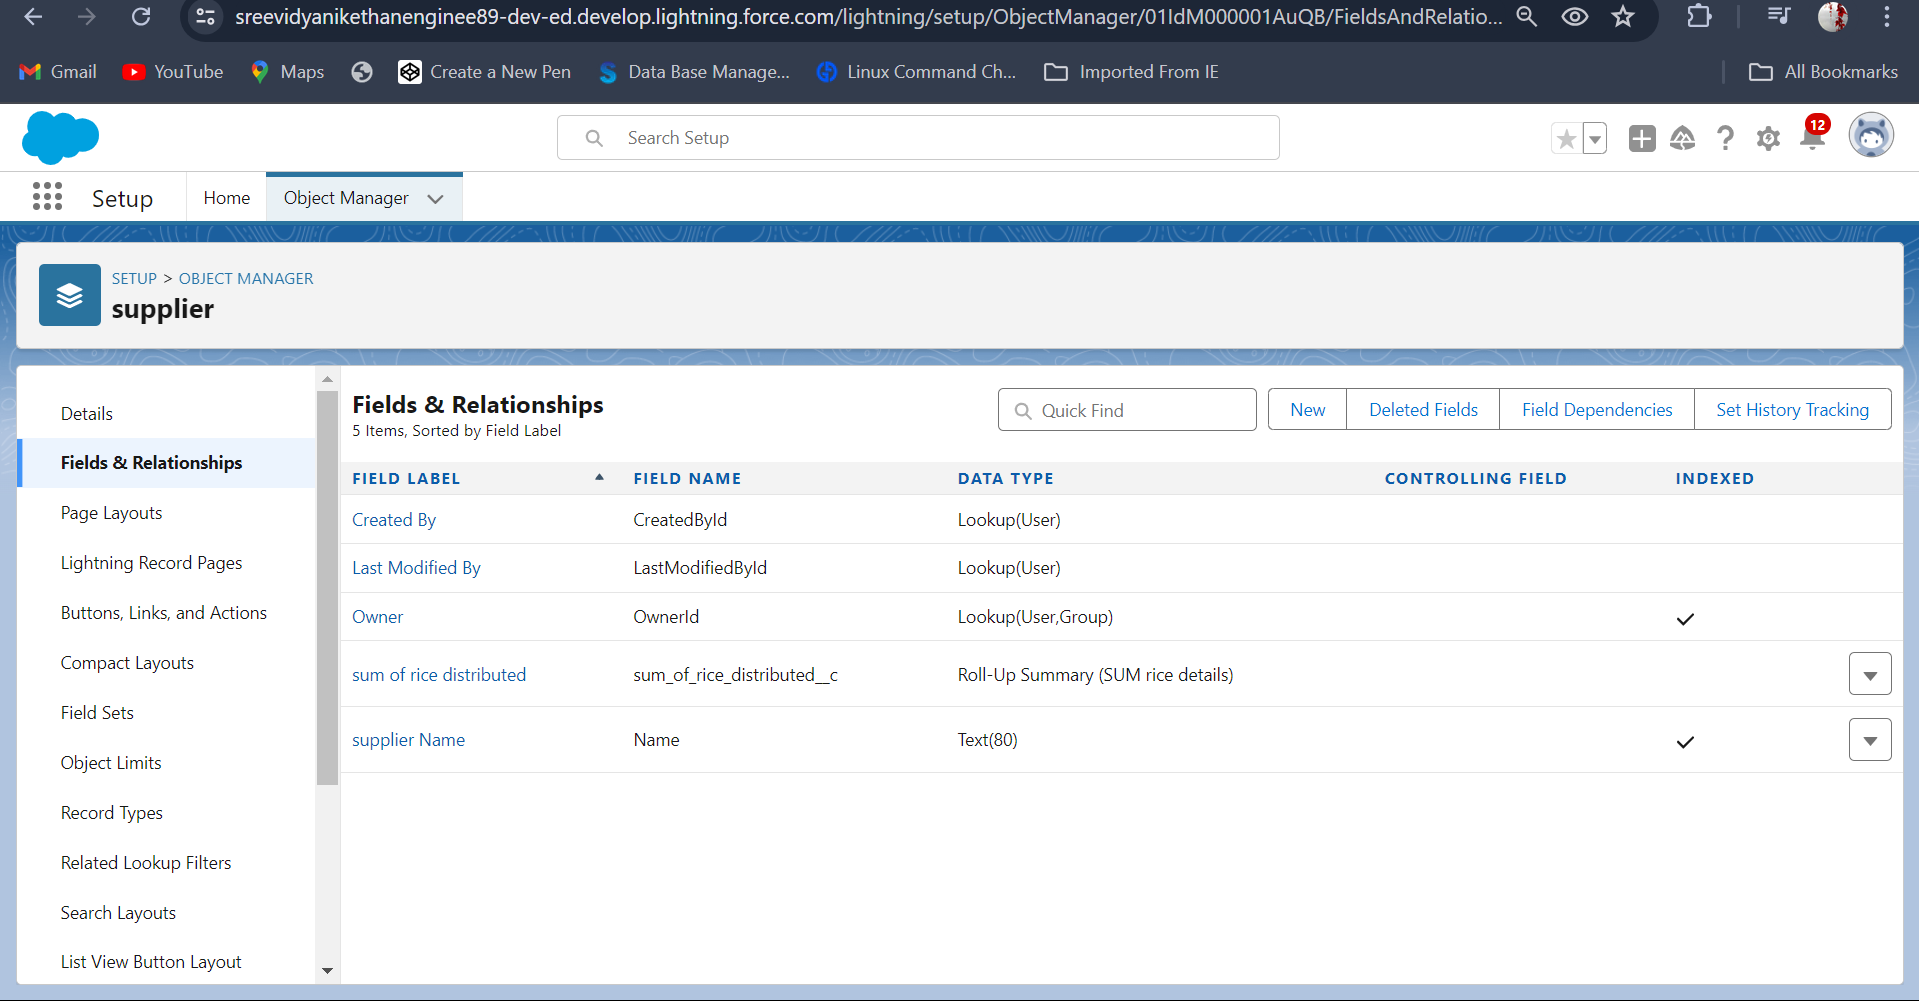 sreevidyanikethanenginee89-dev-ed.develop.lightning.force.com/lightning/setup/ObjectManager/01IdM000001AuQB/FieldsAndRelatio...
Gmail YouTube Maps Create a New Pen Data Base Manage... Linux Command Ch... Imported From IE All Bookmarks
Search Setup 12
Setup Home Object Manager
SETUP > OBJECT MANAGER
supplier
Details
Fields & Relationships
Page Layouts
Lightning Record Pages
Buttons, Links, and Actions
Compact Layouts
Field Sets
Object Limits
Record Types
Related Lookup Filters
Search Layouts
List View Button Layout
Fields & Relationships
5 Items, Sorted by Field Label
Quick Find New Deleted Fields Field Dependencies Set History Tracking
FIELD LABEL FIELD NAME DATA TYPE CONTROLLING FIELD INDEXED
Created By CreatedById Lookup(User)
Last Modified By LastModifiedById Lookup(User)
Owner OwnerId Lookup(User,Group)
sum of rice distributed sum_of_rice_distributed__c Roll-Up Summary (SUM rice details)
supplier Name Name Text(80)